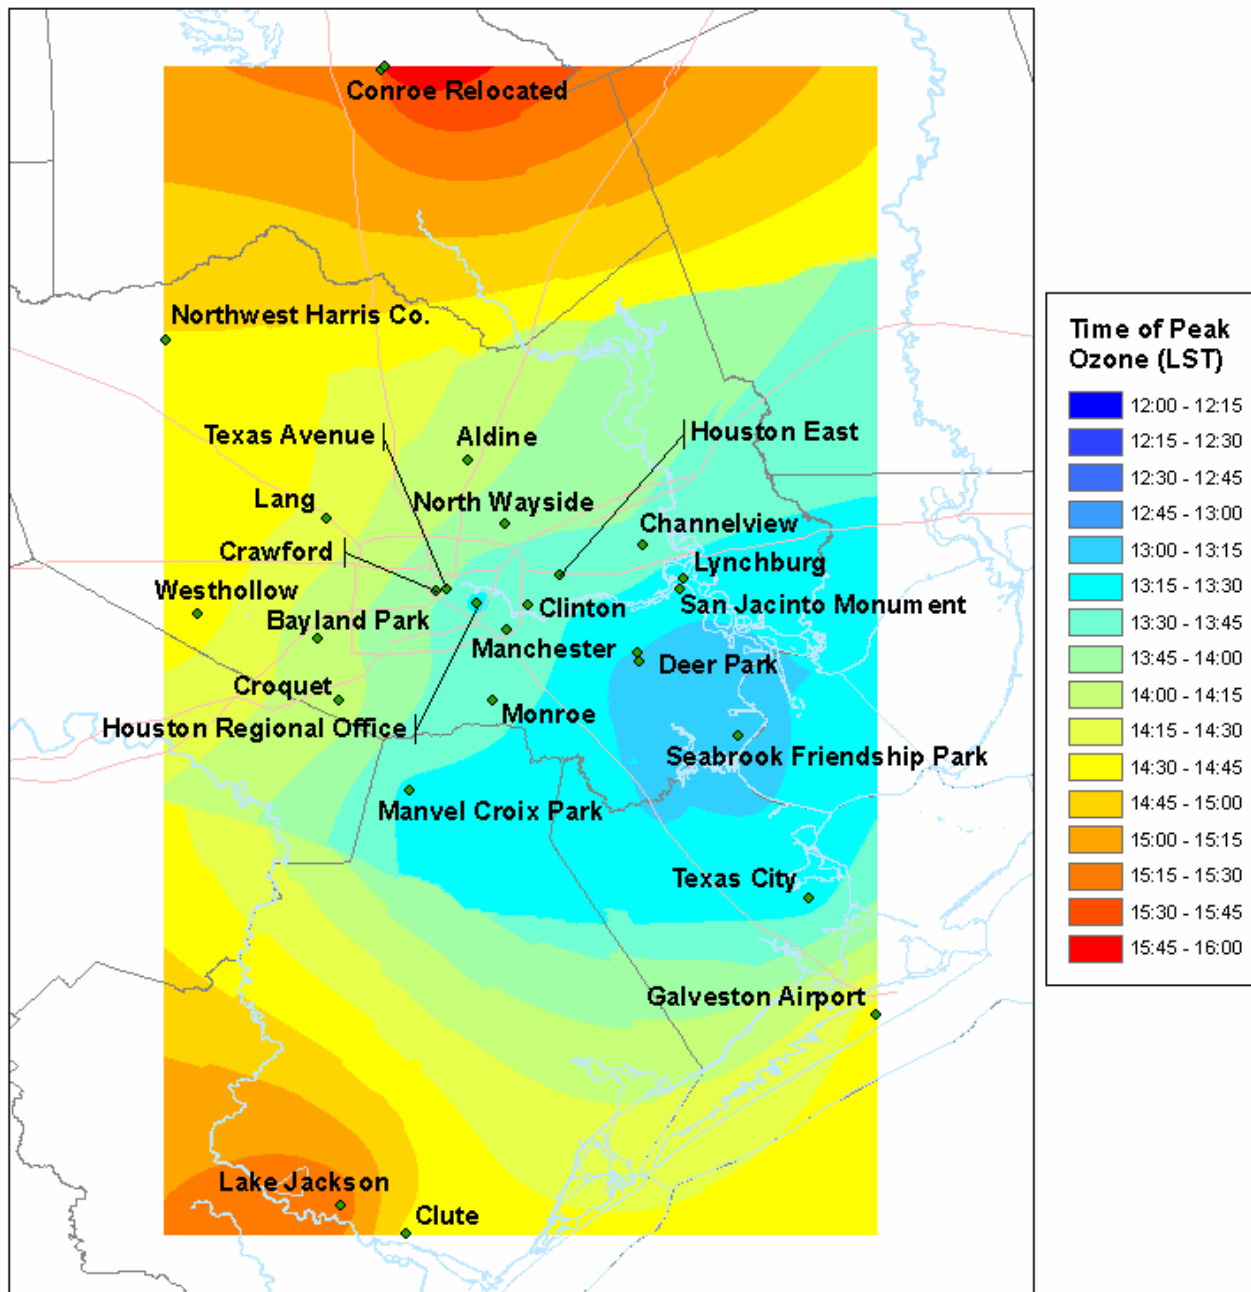 Conroe Relocated
Northwest Harris Co.
Texas Avenue
Aldine
Houston East
Lang
North Wayside
Channelview
Crawford
Lynchburg
Westhollow
Bayland Park
Clinton
San Jacinto Monument
Manchester
Deer Park
Croquet
Houston Regional Office
Monroe
Seabrook Friendship Park
Manvel Croix Park
Texas City
Galveston Airport
Lake Jackson
Clute
Time of Peak
Ozone (LST)
12:00 - 12:15
12:15 - 12:30
12:30 - 12:45
12:45 - 13:00
13:00 - 13:15
13:15 - 13:30
13:30 - 13:45
13:45 - 14:00
14:00 - 14:15
14:15 - 14:30
14:30 - 14:45
14:45 - 15:00
15:00 - 15:15
15:15 - 15:30
15:30 - 15:45
15:45 - 16:00